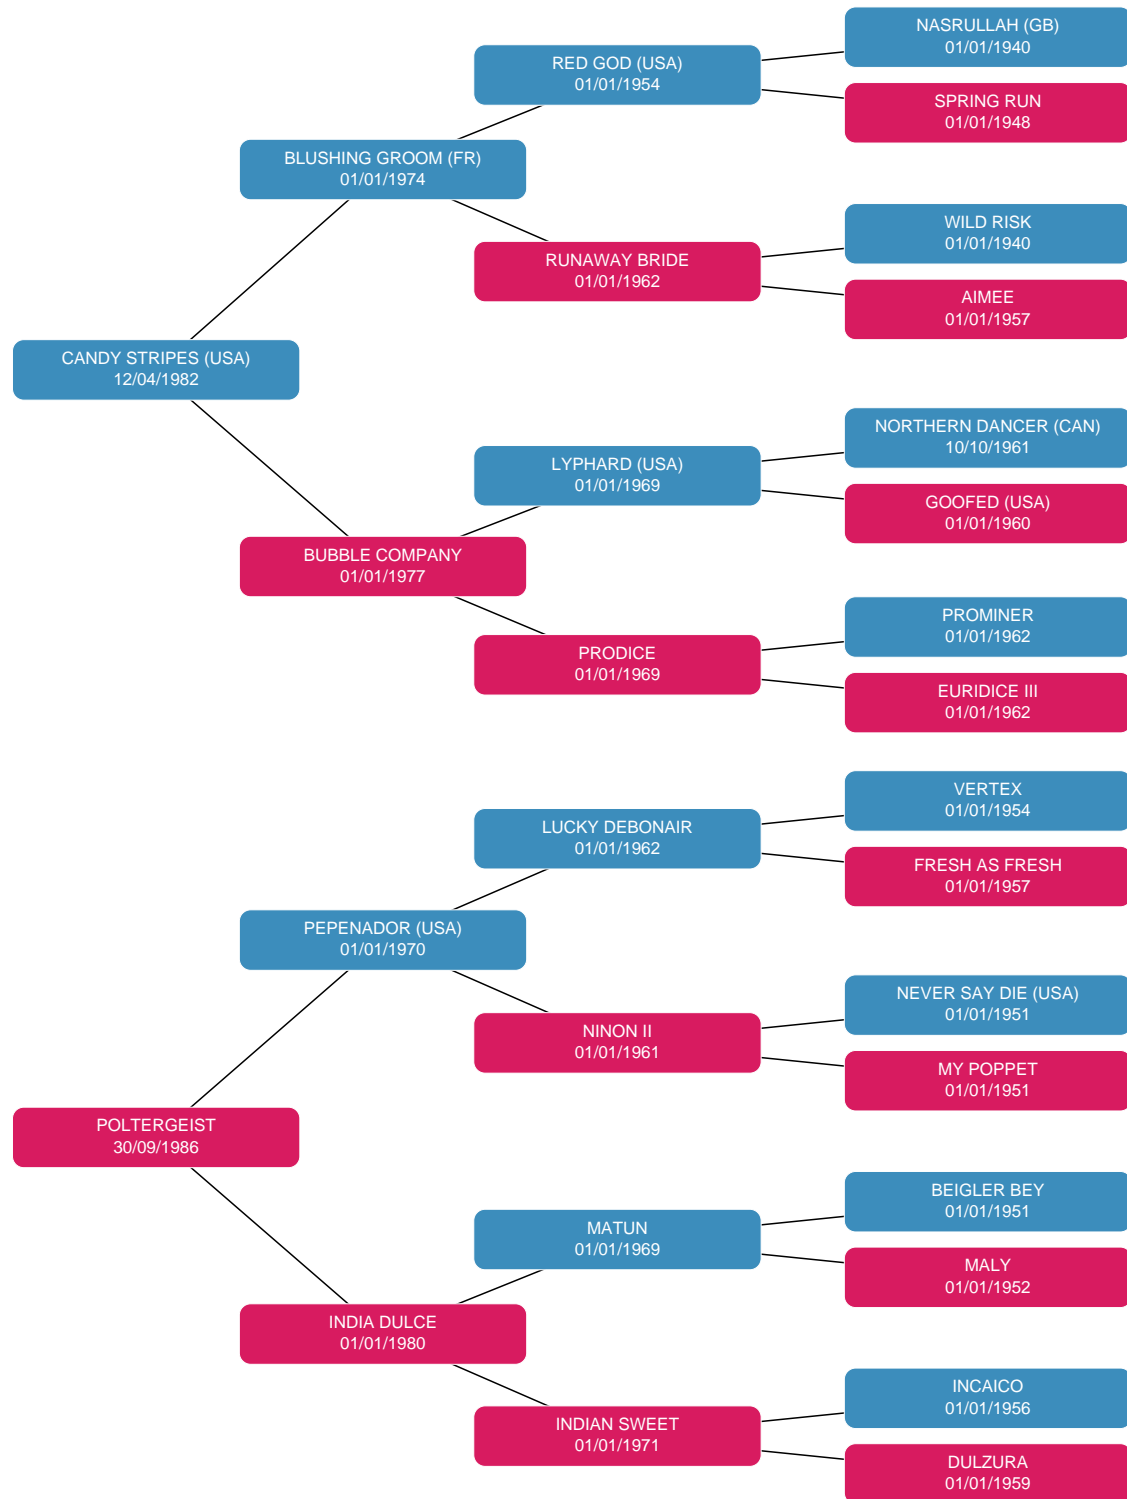 NASRULLAH (GB)
01/01/1940
RED GOD (USA)
01/01/1954
SPRING RUN
01/01/1948
BLUSHING GROOM (FR)
01/01/1974
WILD RISK
01/01/1940
RUNAWAY BRIDE
01/01/1962
AIMEE
01/01/1957
CANDY STRIPES (USA)
12/04/1982
NORTHERN DANCER (CAN)
10/10/1961
LYPHARD (USA)
01/01/1969
GOOFED (USA)
01/01/1960
BUBBLE COMPANY
01/01/1977
PROMINER
01/01/1962
PRODICE
01/01/1969
EURIDICE III
01/01/1962
VERTEX
01/01/1954
LUCKY DEBONAIR
01/01/1962
FRESH AS FRESH
01/01/1957
PEPENADOR (USA)
01/01/1970
NEVER SAY DIE (USA)
01/01/1951
NINON II
01/01/1961
MY POPPET
01/01/1951
POLTERGEIST
30/09/1986
BEIGLER BEY
01/01/1951
MATUN
01/01/1969
MALY
01/01/1952
INDIA DULCE
01/01/1980
INCAICO
01/01/1956
INDIAN SWEET
01/01/1971
DULZURA
01/01/1959